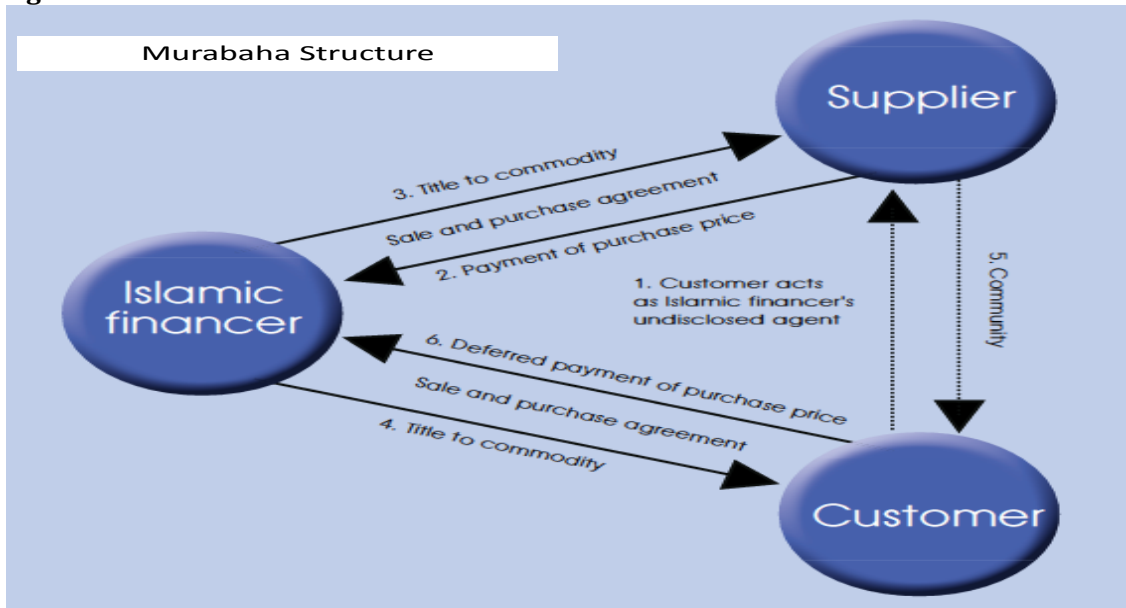 Murabaha Structure
Supplier
3. Title to commodity
Sale and purchase agreement
2. Payment of purchase price
Islamic
financer
1. Customer acts
as Islamic financer's
undisclosed agent
5. Community
6. Deferred payment of purchase price
Sale and purchase agreement
4. Title to commodity
Customer